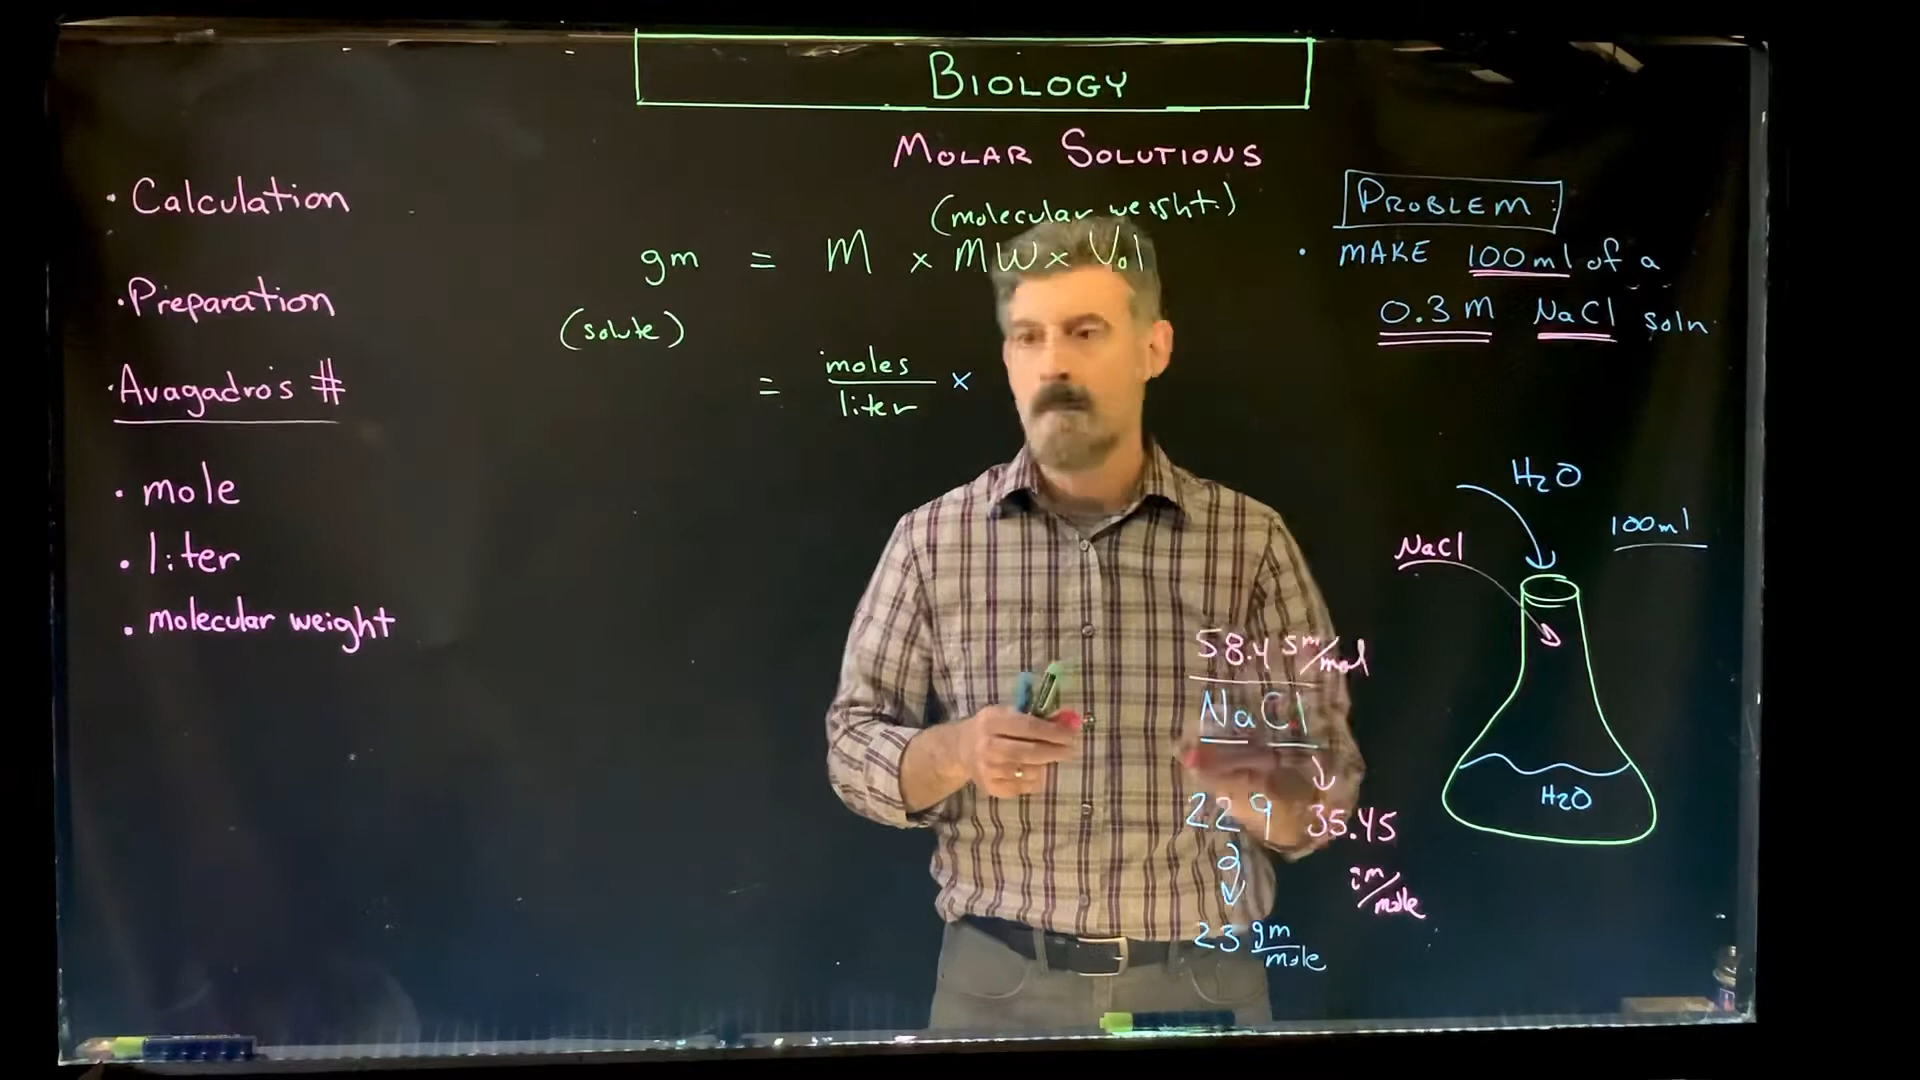 BIOLOGY
MOLAR SOLUTIONS
· Calculation
· Preparation
· Avagadro's #
· mole
· liter
· molecular weight
(molecular weight)
gm = M x MW x Vol
(solute)
= moles / liter x
PROBLEM:
· MAKE 100 ml of a
0.3 m NaCl soln.
H2O
100ml
NaCl
H2O
58.4 gm/mol
NaCl
22.9 35.45
gm/mole
23 gm/mole